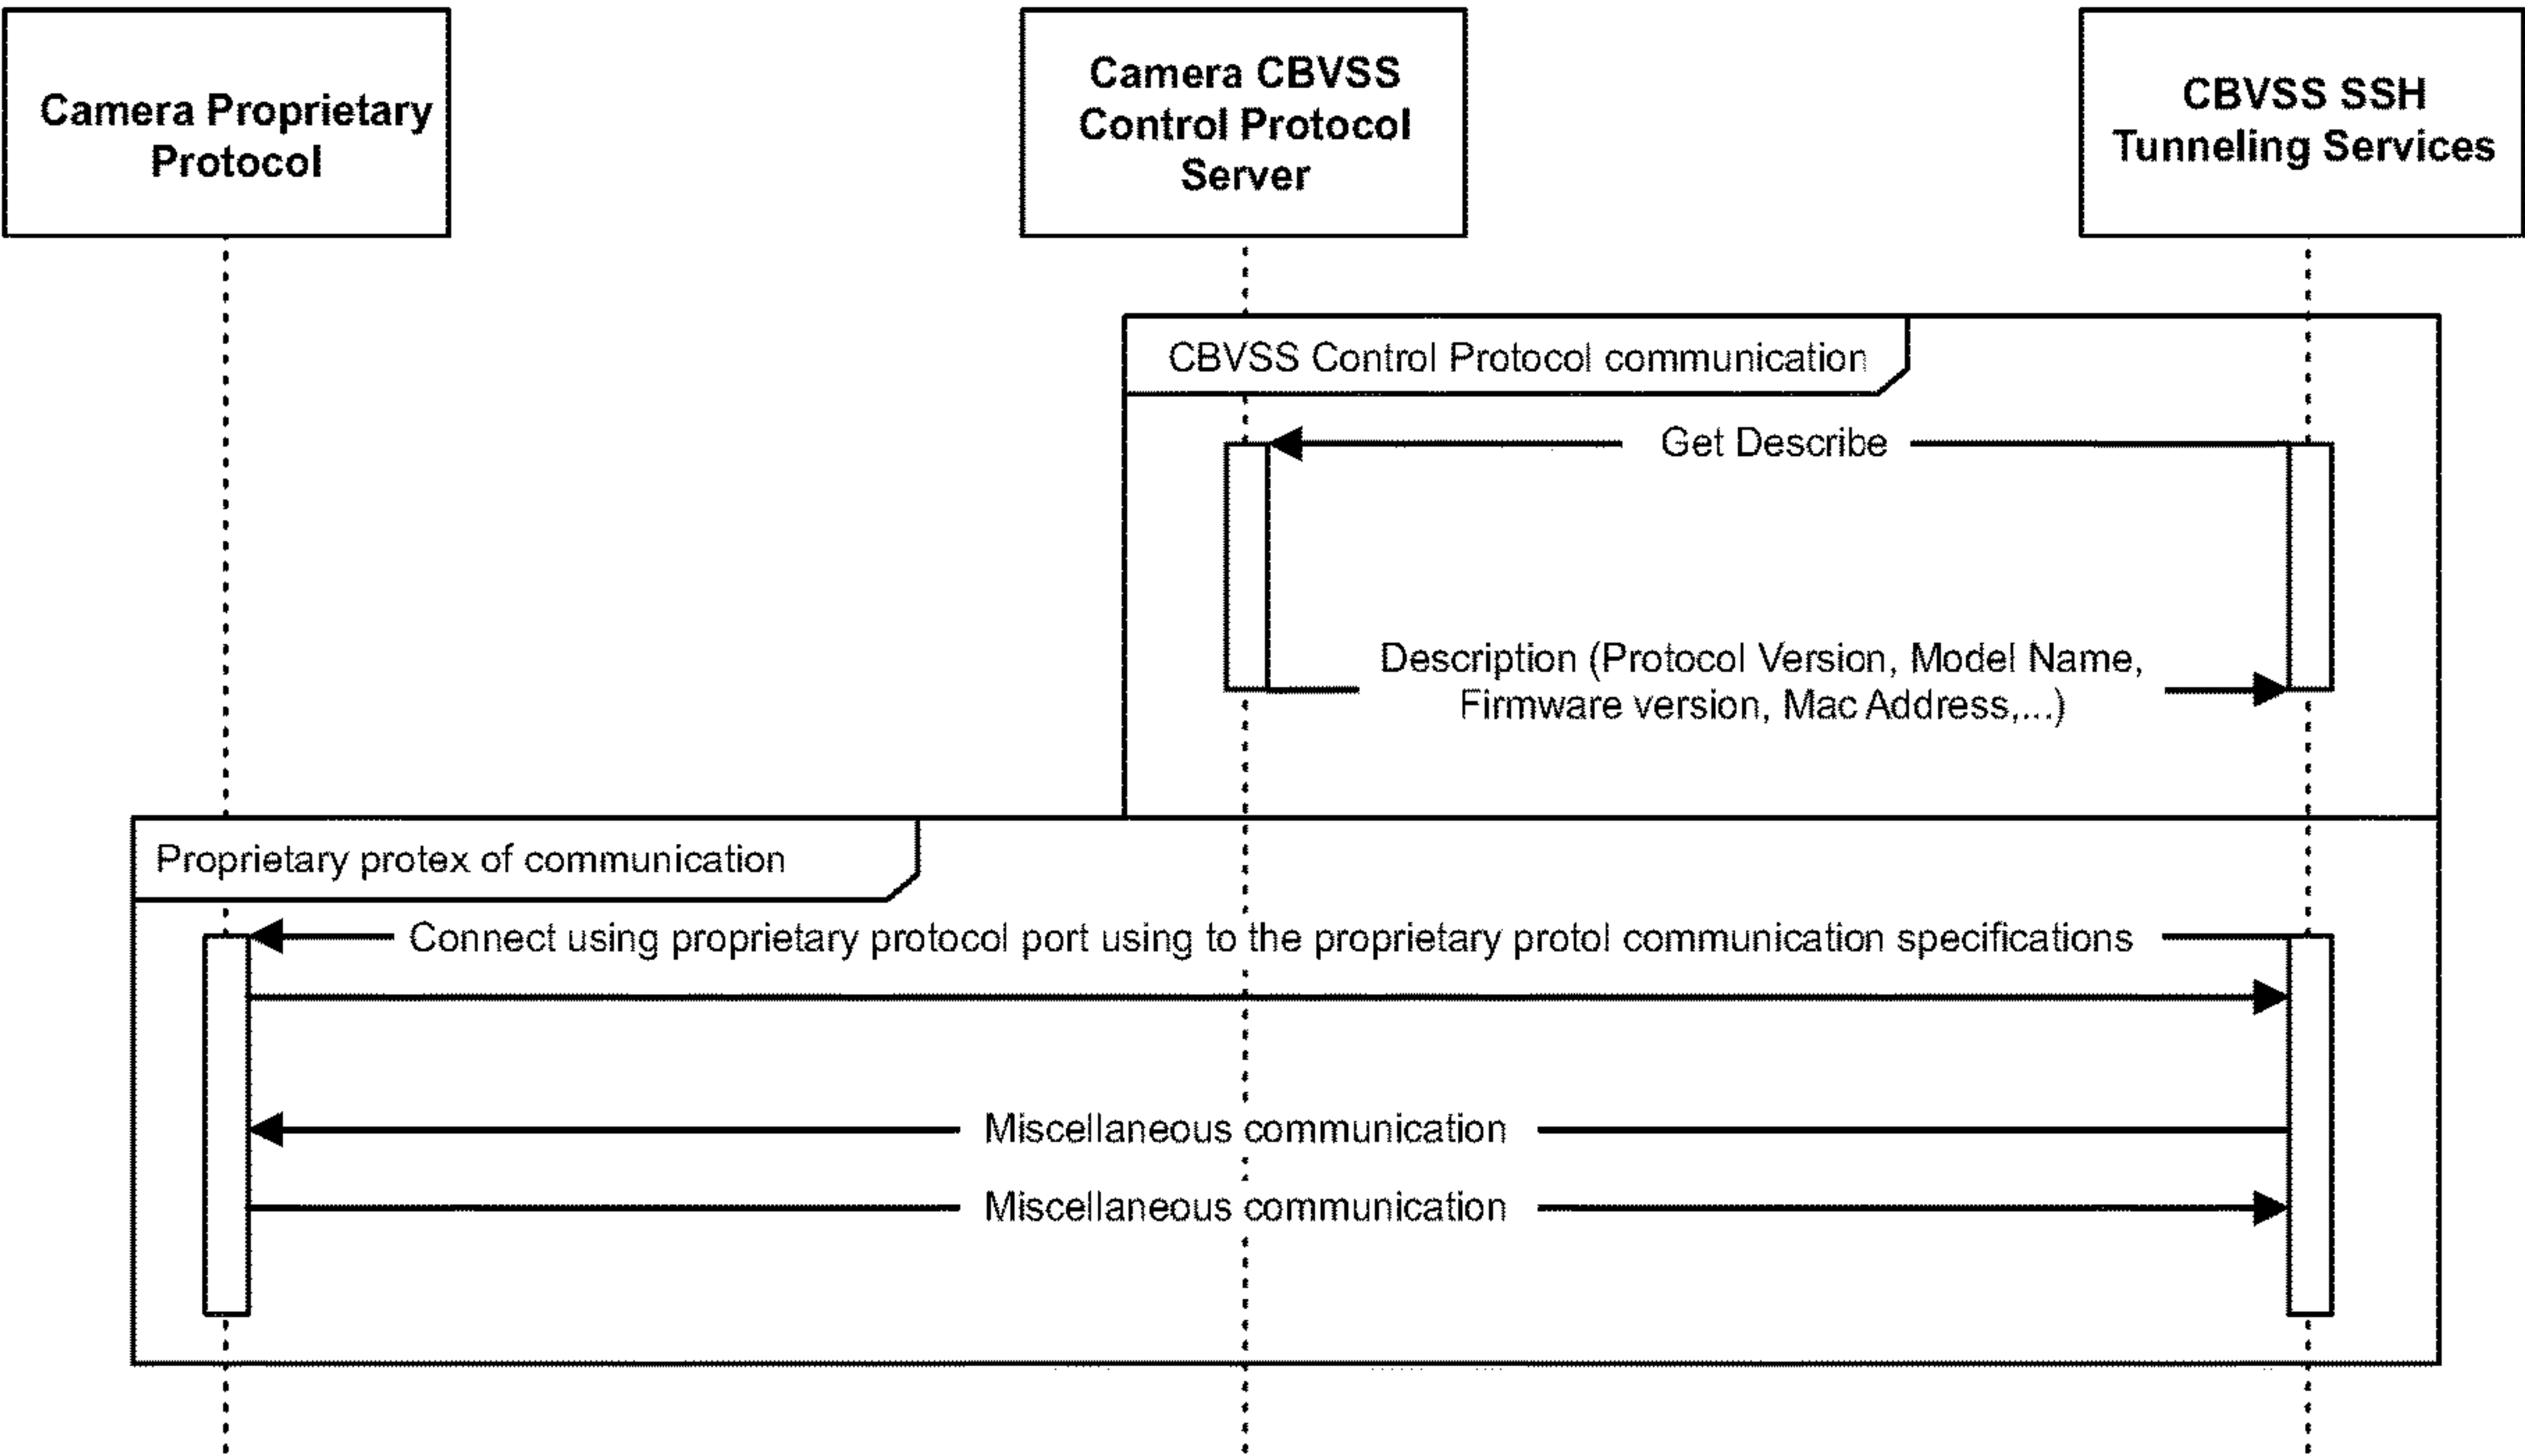 Camera Proprietary
Protocol
Camera CBVSS
Control Protocol
Server
CBVSS SSH
Tunneling Services
CBVSS Control Protocol communication
Get Describe
Description (Protocol Version, Model Name,
Firmware version, Mac Address,...)
Proprietary protex of communication
Connect using proprietary protocol port using to the proprietary protol communication specifications
Miscellaneous communication
Miscellaneous communication